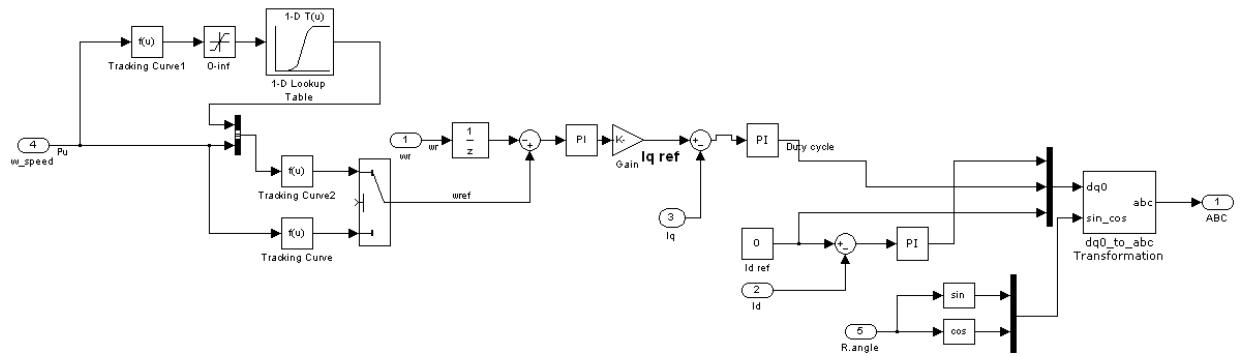 f(u)
Tracking Curve1
0-inf
1-D T(u)
1-D Lookup
Table
4
w_speed
Pu
f(u)
Tracking Curve2
f(u)
Tracking Curve
wref
1
wr
wr
1
z
-
+
PI
K-
Gain
Iq ref
+
-
3
Iq
PI
Duty cycle
0
Id ref
+
-
2
Id
PI
5
R.angle
sin
cos
dq0
sin_cos
abc
dq0_to_abc
Transformation
1
ABC